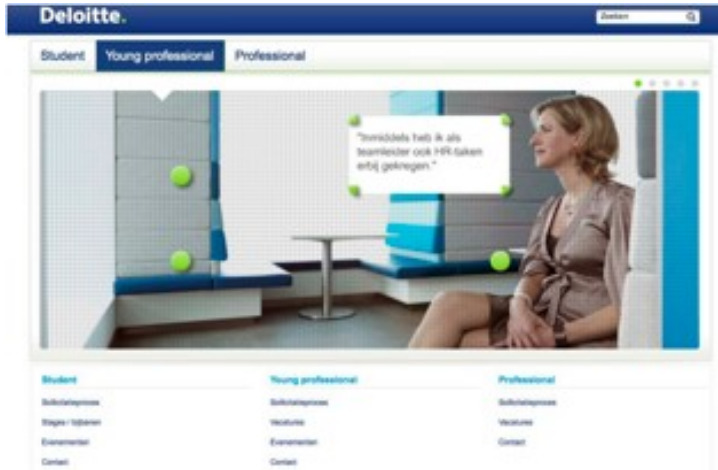 Deloitte.
Zoeken
Student Young professional Professional
"Inmiddels heb ik als
teamleider ook HR-taken
erbij gekregen."
Student Young professional Professional
Sollicitatieproces Sollicitatieproces Sollicitatieproces
Stages / bijbanen Vacatures Vacatures
Evenementen Evenementen Contact
Contact Contact